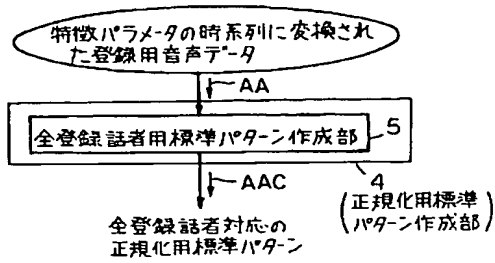 特徴パラメータの時系列に変換され
た登録用音声データ
AA
全登録話者用標準パターン作成部
5
AAC
4
(正規化用標準
パターン作成部)
全登録話者対応の
正規化用標準パターン